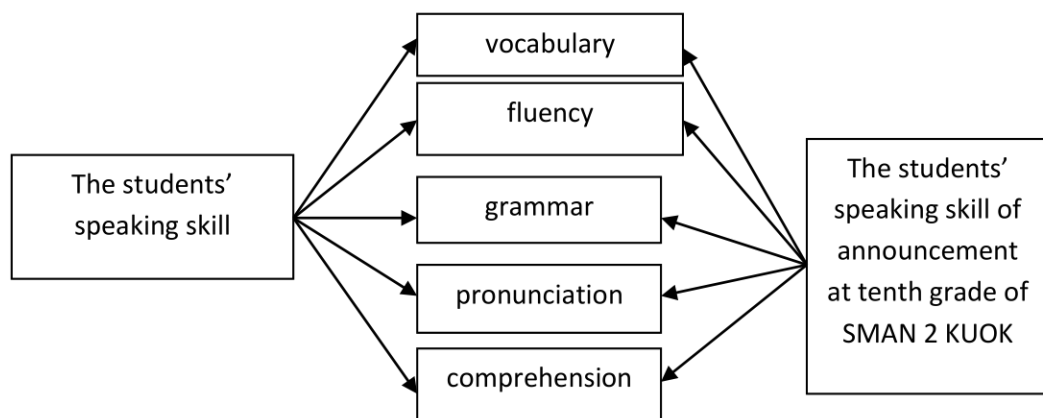 The students’
speaking skill
vocabulary
fluency
grammar
pronunciation
comprehension
The students’
speaking skill of
announcement
at tenth grade of
SMAN 2 KUOK